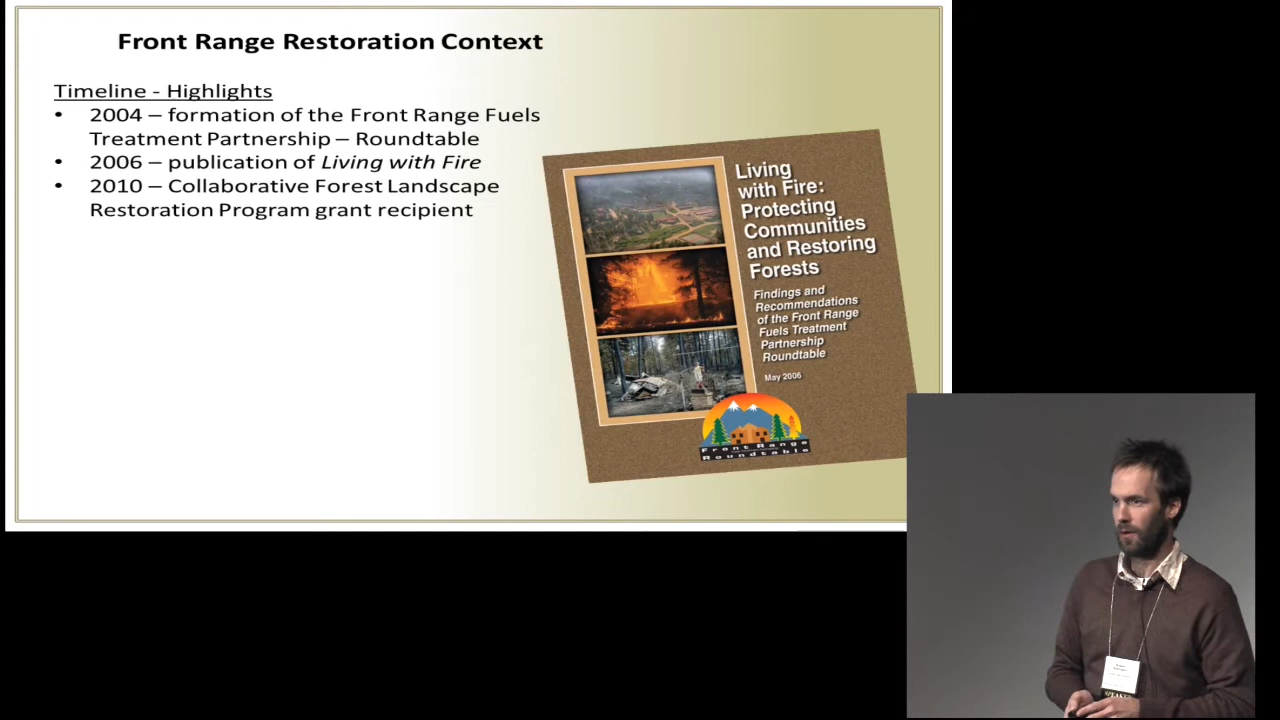 Front Range Restoration Context
Timeline - Highlights
• 2004 – formation of the Front Range Fuels
Treatment Partnership – Roundtable
• 2006 – publication of Living with Fire
• 2010 – Collaborative Forest Landscape
Restoration Program grant recipient
Living
with Fire:
Protecting
Communities
and Restoring
Forests
Findings and
Recommendations
of the Front Range
Fuels Treatment
Partnership
Roundtable
May 2006
Front Range
Roundtable
SPEAKER